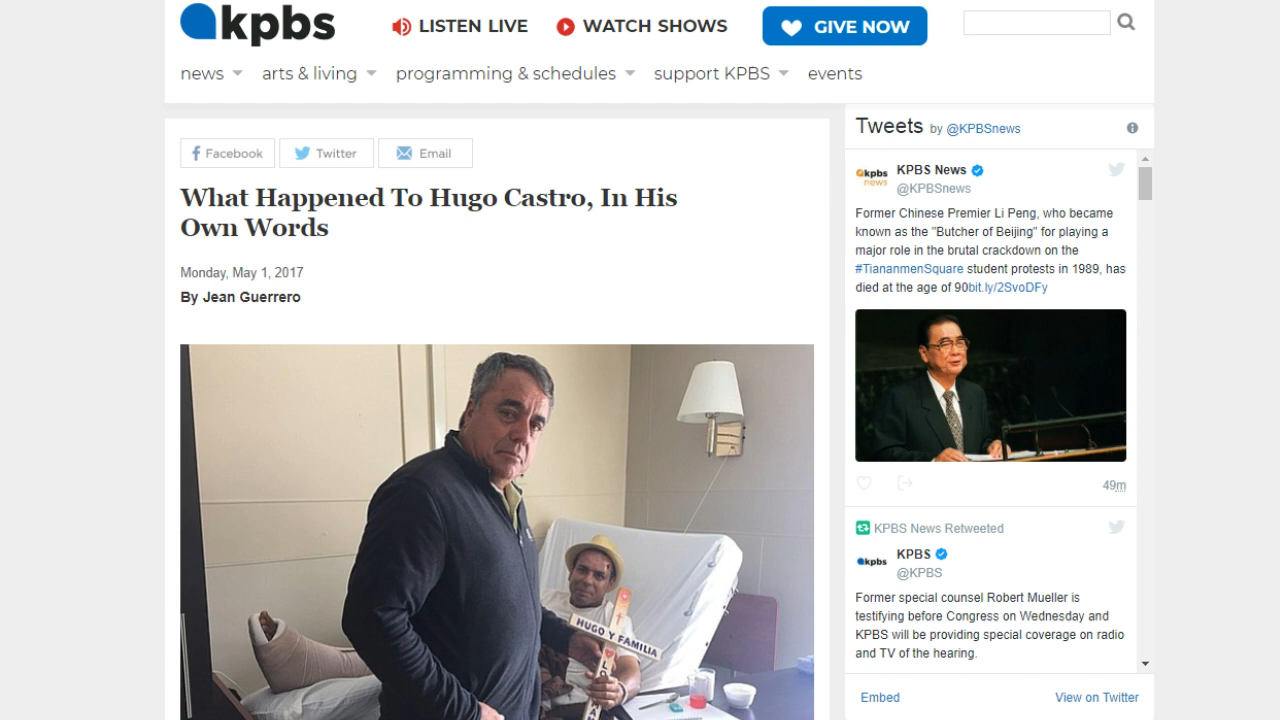 kpbs
LISTEN LIVE
WATCH SHOWS
GIVE NOW
news
arts & living
programming & schedules
support KPBS
events
Facebook
Twitter
Email
What Happened To Hugo Castro, In His
Own Words
Monday, May 1, 2017
By Jean Guerrero
HUGO Y FAMILIA
Tweets by @KPBSnews
kpbs
news
KPBS News
@KPBSnews
Former Chinese Premier Li Peng, who became
known as the "Butcher of Beijing" for playing a
major role in the brutal crackdown on the
#TiananmenSquare student protests in 1989, has
died at the age of 90bit.ly/2SvoDFy
49m
KPBS News Retweeted
kpbs
KPBS
@KPBS
Former special counsel Robert Mueller is
testifying before Congress on Wednesday and
KPBS will be providing special coverage on radio
and TV of the hearing.
Embed
View on Twitter